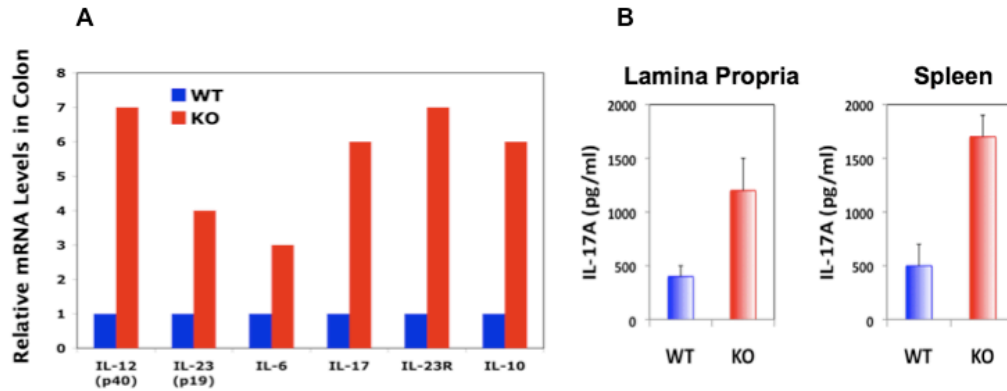 A
Relative mRNA Levels in Colon
8
7
6
5
4
3
2
1
0
WT
KO
IL-12
(p40)
IL-23
(p19)
IL-6
IL-17
IL-23R
IL-10
B
Lamina Propria
IL-17A (pg/ml)
2000
1500
1000
500
0
WT
KO
Spleen
IL-17A (pg/ml)
2000
1500
1000
500
0
WT
KO